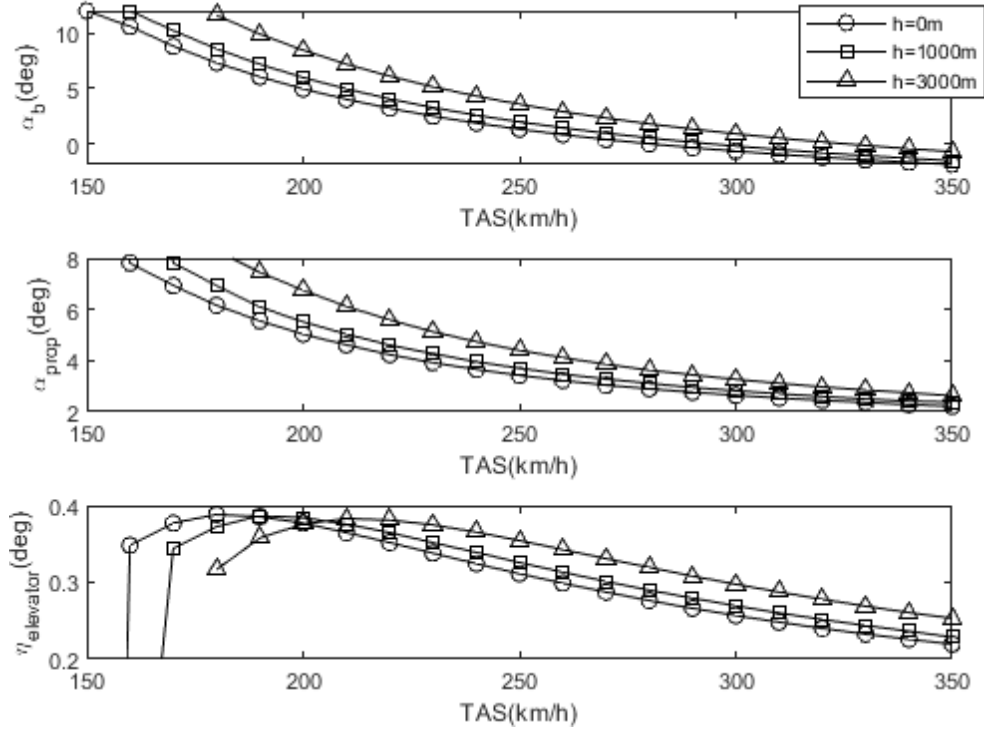 10
5
0
α_b(deg)
150 200 250 300 350
TAS(km/h)
h=0m
h=1000m
h=3000m
8
6
4
2
α_prop(deg)
150 200 250 300 350
TAS(km/h)
0.4
0.3
0.2
η_elevator(deg)
150 200 250 300 350
TAS(km/h)